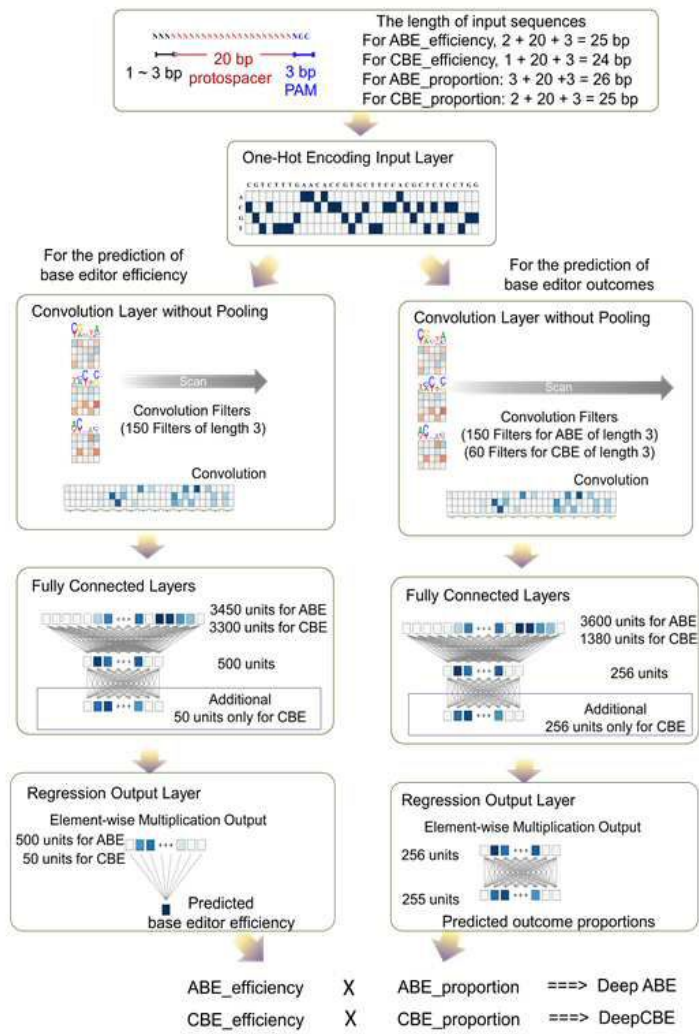 NNNNNNNNNNNNNNNNNNNNNNNNGC
20 bp
protospacer
1 ~ 3 bp
3 bp
PAM
The length of input sequences
For ABE_efficiency, 2 + 20 + 3 = 25 bp
For CBE_efficiency, 1 + 20 + 3 = 24 bp
For ABE_proportion: 3 + 20 +3 = 26 bp
For CBE_proportion: 2 + 20 + 3 = 25 bp
One-Hot Encoding Input Layer
C G T C T T T G A A C A C C G T G C T T C C A C G C T C T C C T G G
A
C
G
T
For the prediction of
base editor efficiency
Convolution Layer without Pooling
Scan
Convolution Filters
(150 Filters of length 3)
Convolution
Fully Connected Layers
3450 units for ABE
3300 units for CBE
500 units
Additional
50 units only for CBE
Regression Output Layer
Element-wise Multiplication Output
500 units for ABE
50 units for CBE
Predicted
base editor efficiency
For the prediction of
base editor outcomes
Convolution Layer without Pooling
Scan
Convolution Filters
(150 Filters for ABE of length 3)
(60 Filters for CBE of length 3)
Convolution
Fully Connected Layers
3600 units for ABE
1380 units for CBE
256 units
Additional
256 units only for CBE
Regression Output Layer
Element-wise Multiplication Output
256 units
255 units
Predicted outcome proportions
ABE_efficiency X ABE_proportion ===> Deep ABE
CBE_efficiency X CBE_proportion ===> DeepCBE